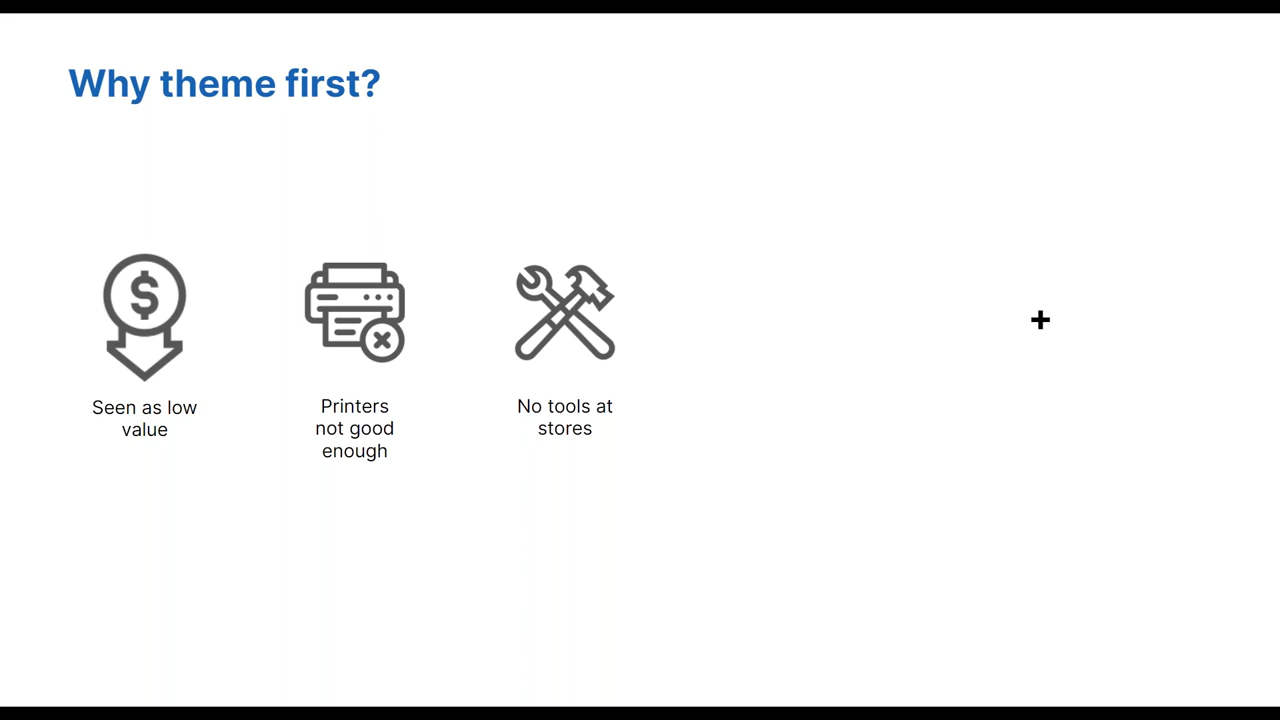 Why theme first?
Seen as low
value
Printers
not good
enough
No tools at
stores
+